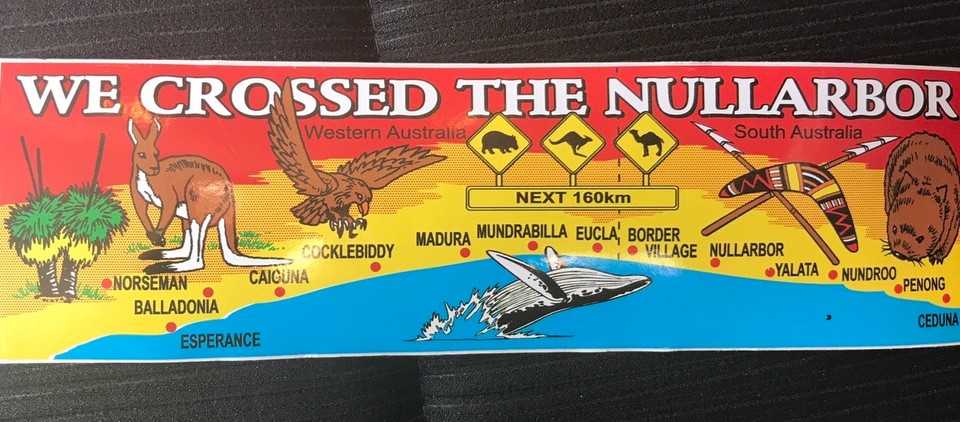 WE CROSSED THE NULLARBOR
Western Australia
South Australia
NEXT 160km
NORSEMAN
BALLADONIA
ESPERANCE
CAIGUNA
COCKLEBIDDY
MADURA
MUNDRABILLA
EUCLA
BORDER
VILLAGE
NULLARBOR
YALATA
NUNDROO
PENONG
CEDUNA